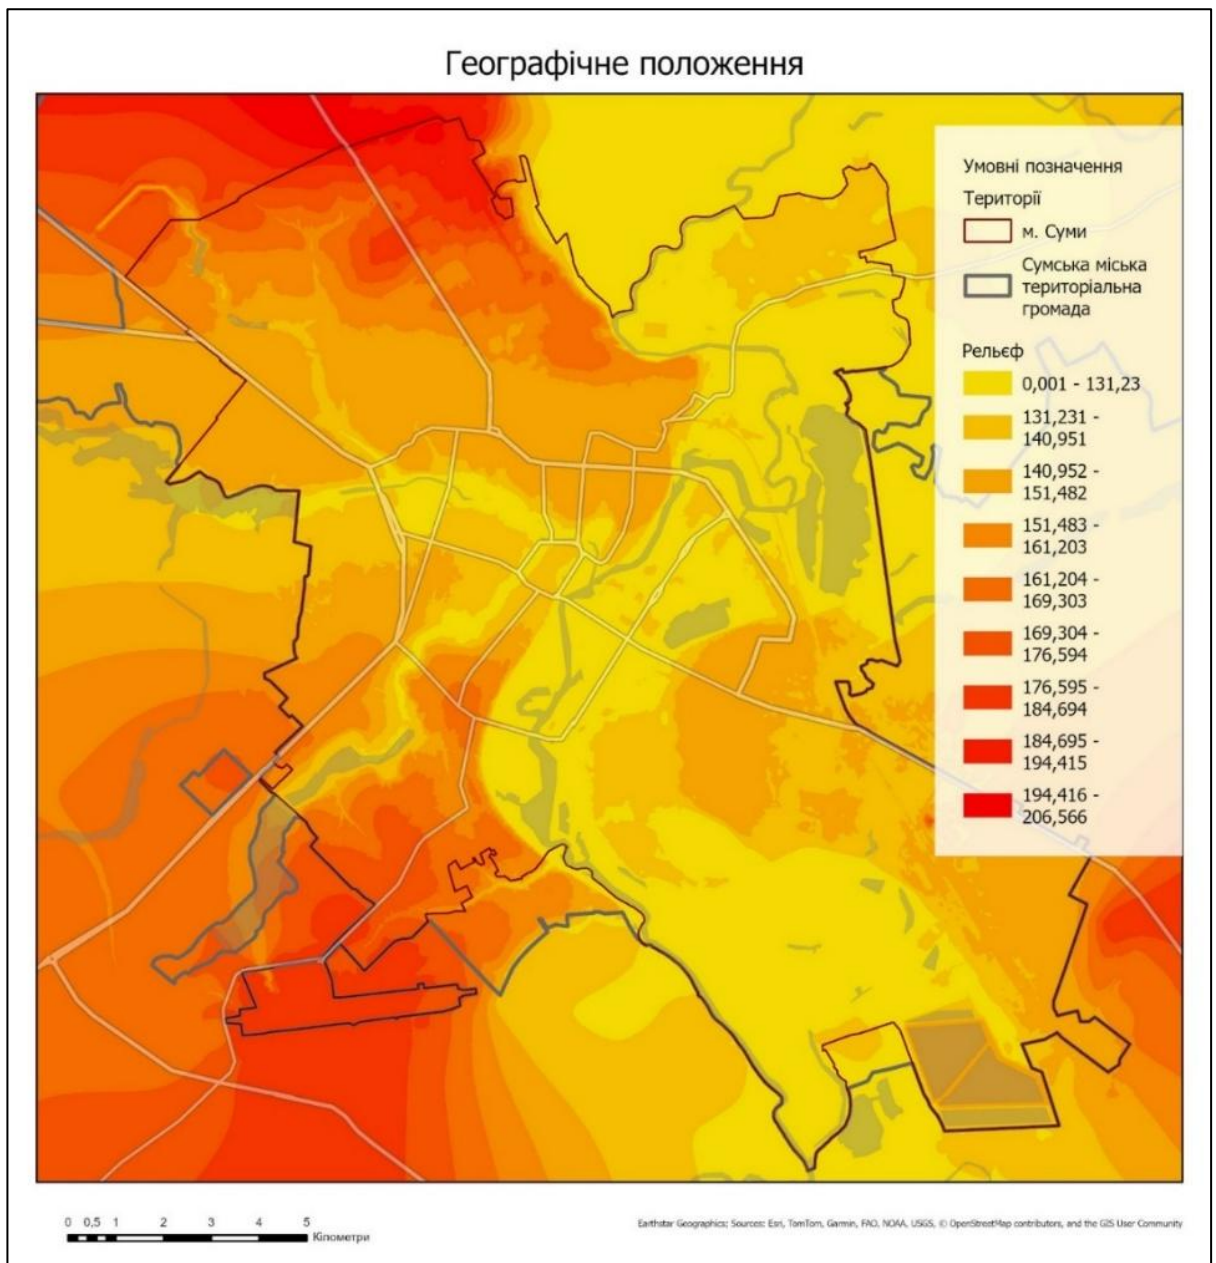 Географічне положення
Умовні позначення
Території
м. Суми
Сумська міська
територіальна
громада
Рельєф
0,001 - 131,23
131,231 -
140,951
140,952 -
151,482
151,483 -
161,203
161,204 -
169,303
169,304 -
176,594
176,595 -
184,694
184,695 -
194,415
194,416 -
206,566
0 0,5 1 2 3 4 5
Кілометри
Earthstar Geographics; Sources: Esri, TomTom, Garmin, FAO, NOAA, USGS, © OpenStreetMap contributors, and the GIS User Community